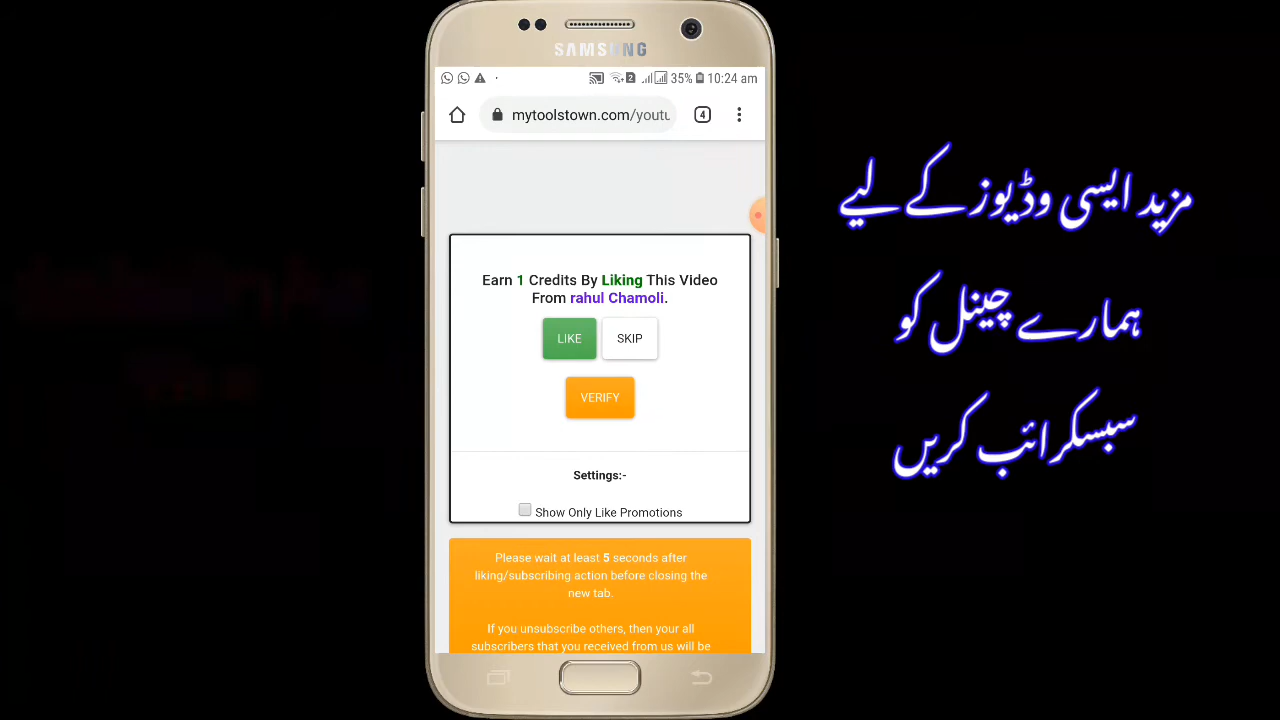 SAMSUNG
35% 10:24 am
mytoolstown.com/youtu
4
Earn 1 Credits By Liking This Video
From rahul Chamoli.
LIKE SKIP
VERIFY
Settings:-
Show Only Like Promotions
Please wait at least 5 seconds after
liking/subscribing action before closing the
new tab.
If you unsubscribe others, then your all
subscribers that you received from us will be
مزید ایسی وڈیوز کے لیے
ہمارے چینل کو
سبسکرائب کریں